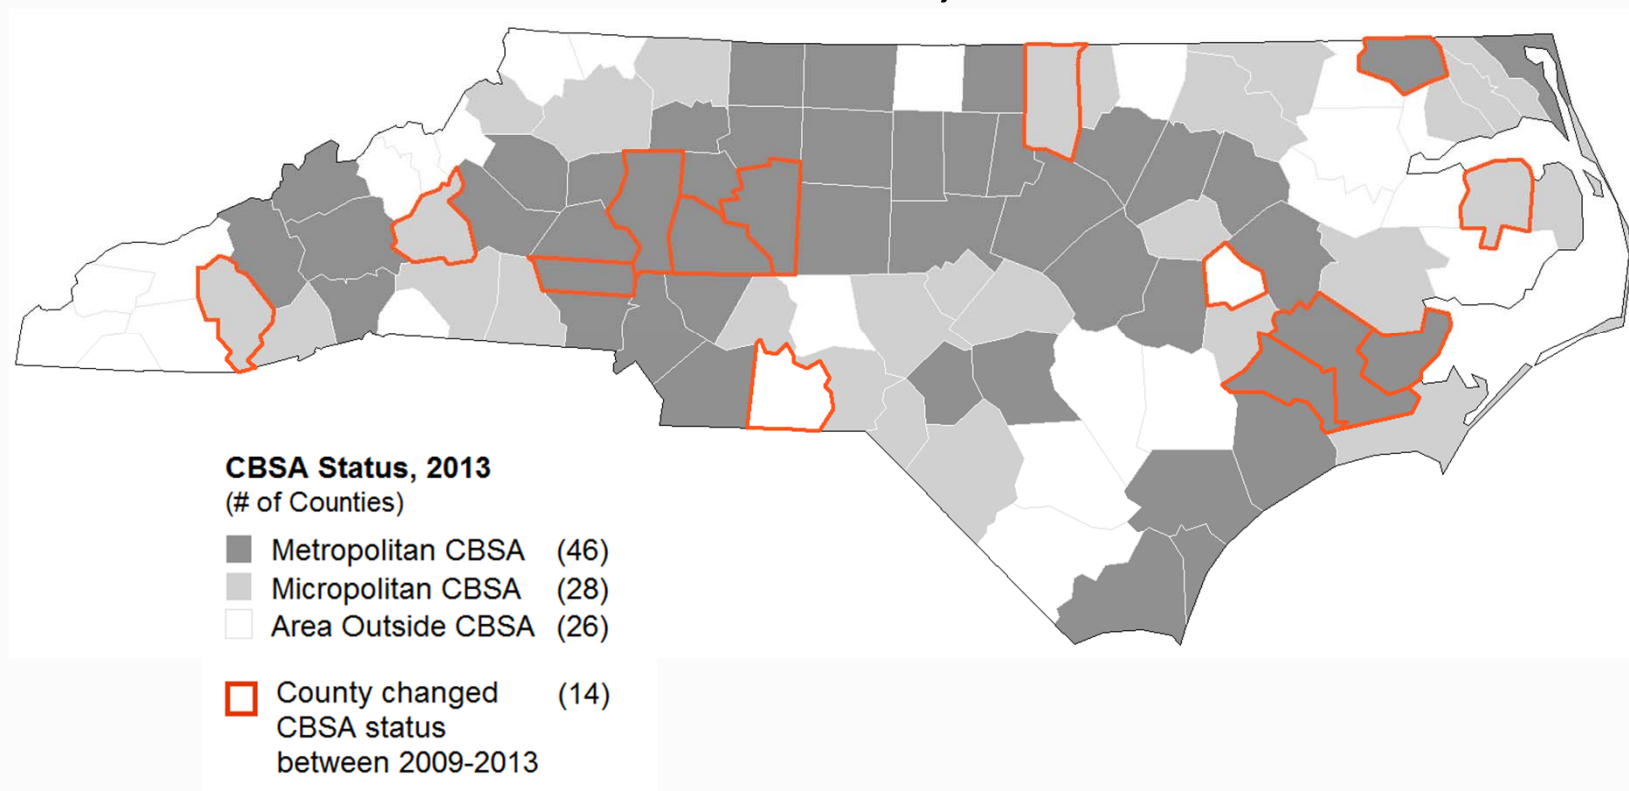 CBSA Status, 2013
(# of Counties)
Metropolitan CBSA (46)
Micropolitan CBSA (28)
Area Outside CBSA (26)
County changed (14)
CBSA status
between 2009-2013